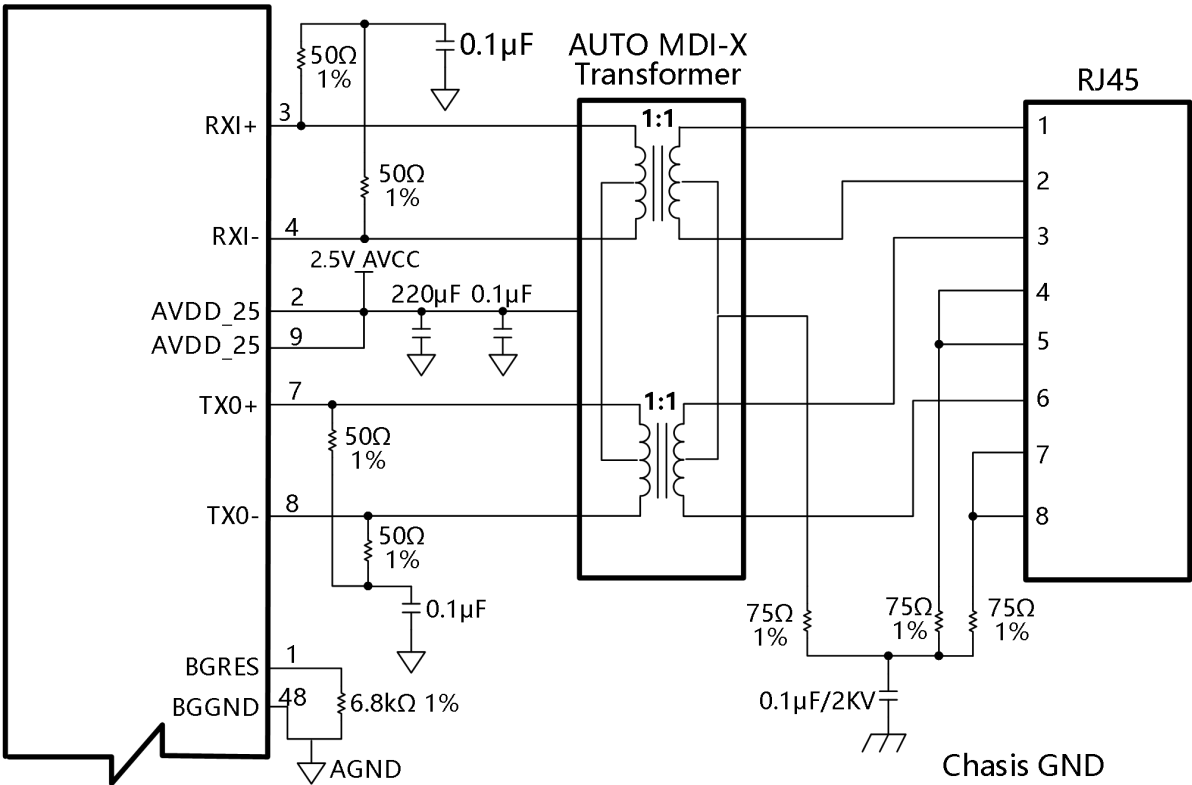 0.1μF
AUTO MDI-X
Transformer
50Ω
1%
RJ45
3
RXI+
1:1
1
50Ω
1%
2
4
RXI-
3
2.5V AVCC
2
220μF 0.1μF
4
AVDD_25
9
AVDD_25
5
7
TX0+
1:1
6
50Ω
1%
7
8
TX0-
8
50Ω
1%
0.1μF
75Ω
1%
75Ω
1%
75Ω
1%
1
BGRES
48
BGGND
6.8kΩ 1%
0.1μF/2KV
AGND
Chasis GND